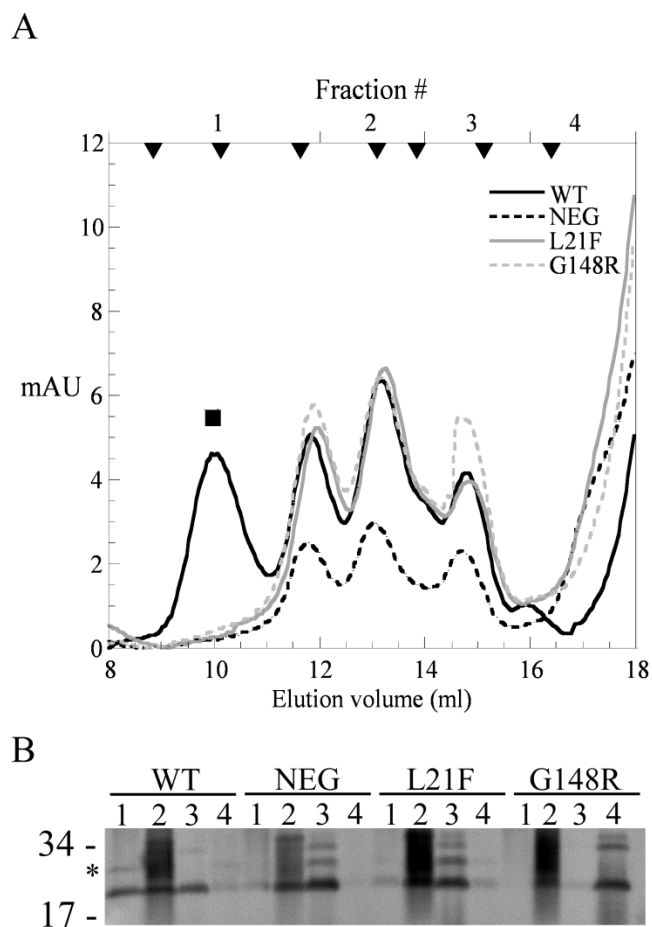 A
Fraction #
1 2 3 4
12
10
8
6
4
2
0
mAU
WT
NEG
L21F
G148R
8 10 12 14 16 18
Elution volume (ml)
B
WT NEG L21F G148R
1 2 3 4 1 2 3 4 1 2 3 4 1 2 3 4
34 -
*
17 -